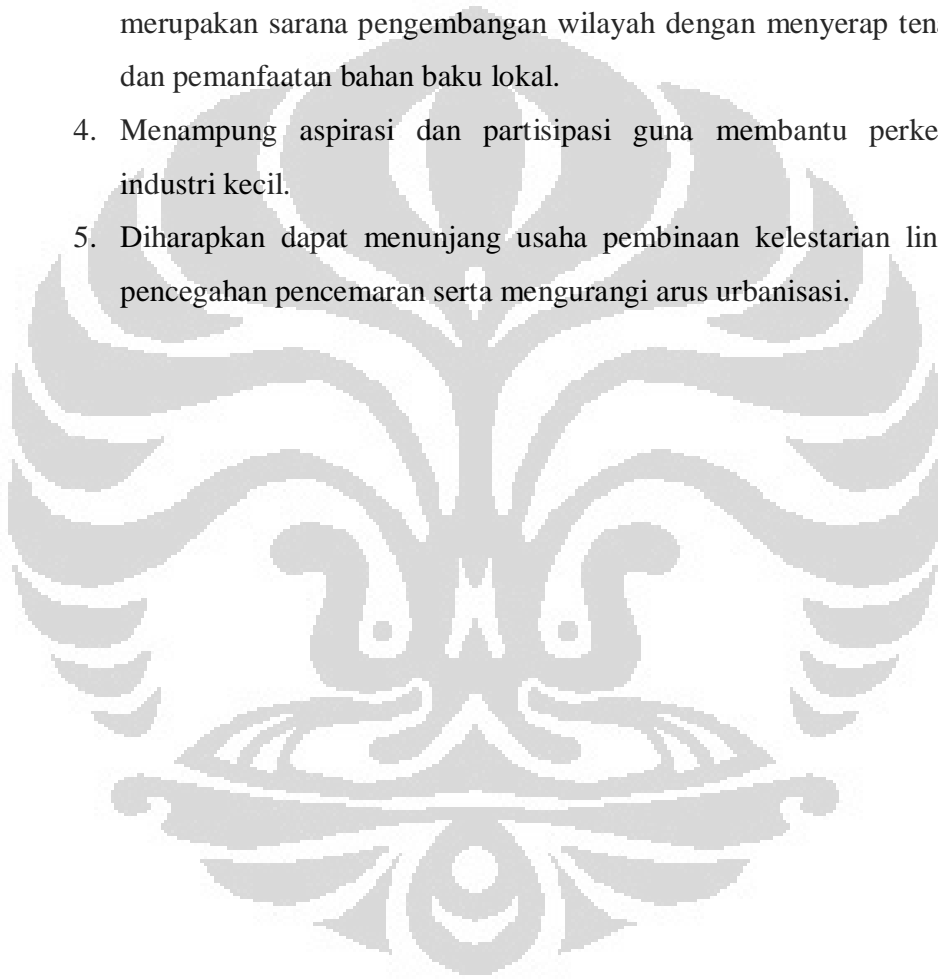 merupakan sarana pengembangan wilayah dengan menyerap tena
dan pemanfaatan bahan baku lokal.
4. Menampung aspirasi dan partisipasi guna membantu perke
industri kecil.
5. Diharapkan dapat menunjang usaha pembinaan kelestarian lin
pencegahan pencemaran serta mengurangi arus urbanisasi.